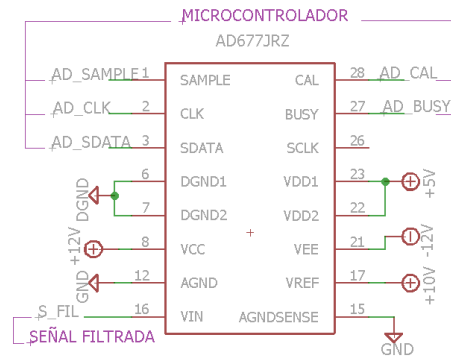 MICROCONTROLADOR
AD677JRZ
AD_SAMPLE 1 SAMPLE CAL 28 AD_CAL
AD_CLK 2 CLK BUSY 27 AD_BUSY
AD_SDATA 3 SDATA SCLK 26
DGND 6 DGND1 VDD1 23 +5V
7 DGND2 VDD2 22
+12V 8 VCC VEE 21 -12V
GND 12 AGND VREF 17 +10V
S_FIL 16 VIN AGNDSENSE 15
SEÑAL FILTRADA
GND